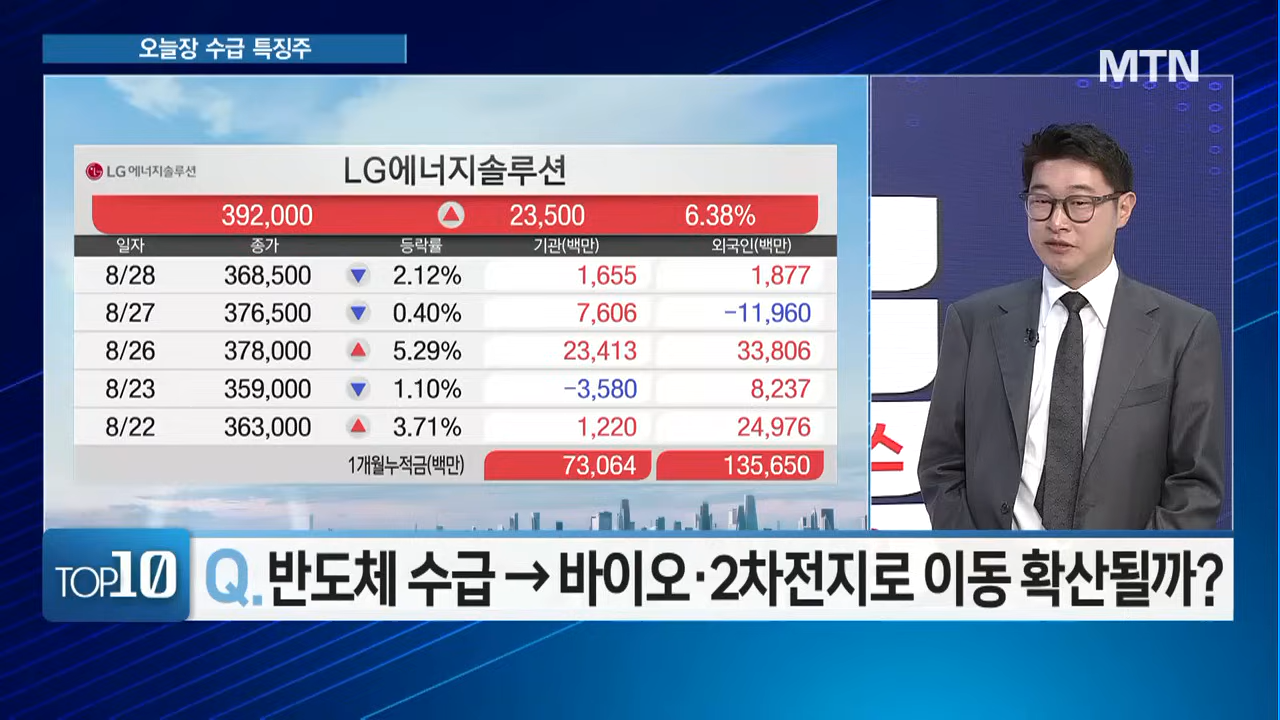 오늘장 수급 특징주
MTN
LG에너지솔루션
LG에너지솔루션
392,000 ▲ 23,500 6.38%
일자 종가 등락률 기관(백만) 외국인(백만)
8/28 368,500 ▼ 2.12% 1,655 1,877
8/27 376,500 ▼ 0.40% 7,606 -11,960
8/26 378,000 ▲ 5.29% 23,413 33,806
8/23 359,000 ▼ 1.10% -3,580 8,237
8/22 363,000 ▲ 3.71% 1,220 24,976
1개월누적금(백만) 73,064 135,650
TOP10
Q. 반도체 수급 → 바이오·2차전지로 이동 확산될까?